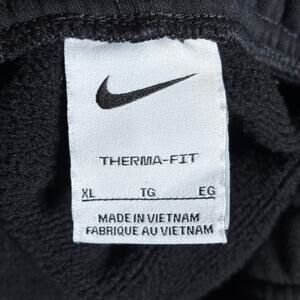 THERMA-FIT
XL TG EG
MADE IN VIETNAM
FABRIQUE AU VIETNAM